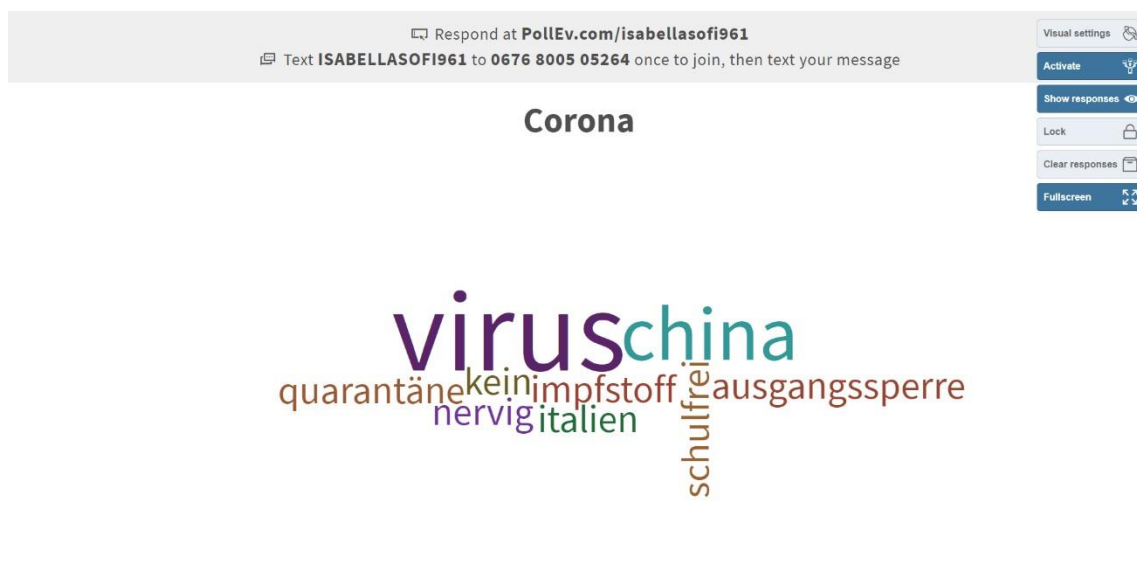 Respond at PollEv.com/isabellasofi961
Text ISABELLASOFI961 to 0676 8005 05264 once to join, then text your message
Visual settings
Activate
Show responses
Lock
Clear responses
Fullscreen
Corona
virus china
quarantäne kein impfstoff schulfrei ausgangssperre
nervig italien